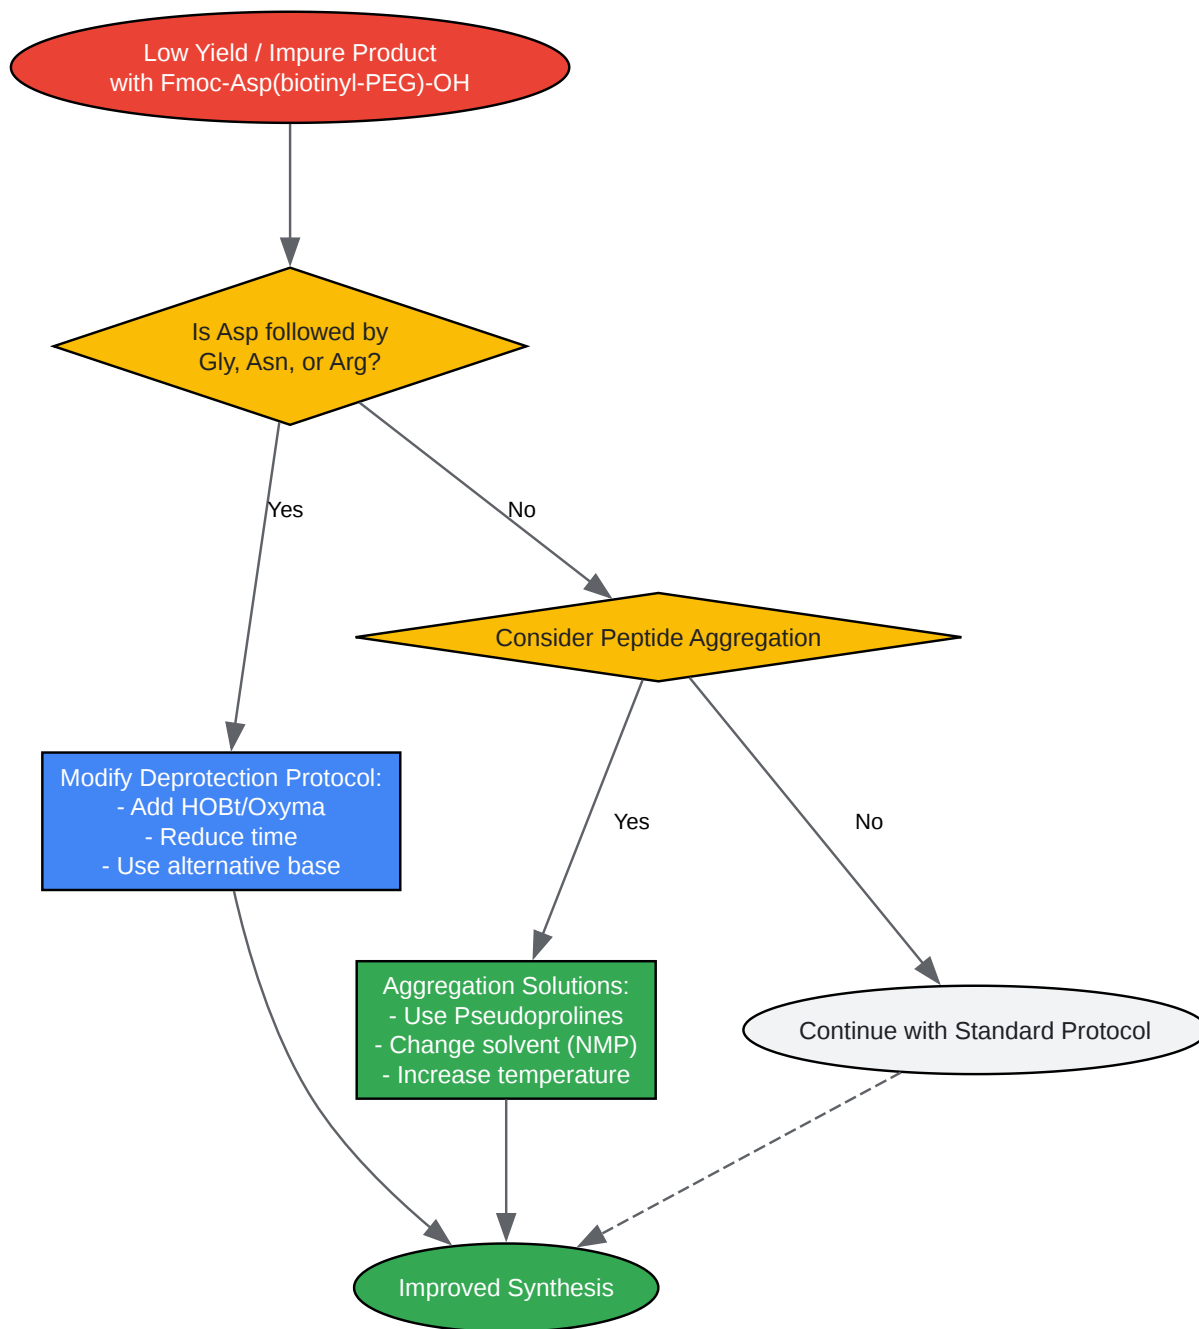 Low Yield / Impure Product
with Fmoc-Asp(biotinyl-PEG)-OH
Is Asp followed by
Gly, Asn, or Arg?
Yes
No
Consider Peptide Aggregation
Modify Deprotection Protocol:
- Add HOBt/Oxyma
- Reduce time
- Use alternative base
Yes
No
Aggregation Solutions:
- Use Pseudoprolines
- Change solvent (NMP)
- Increase temperature
Continue with Standard Protocol
Improved Synthesis